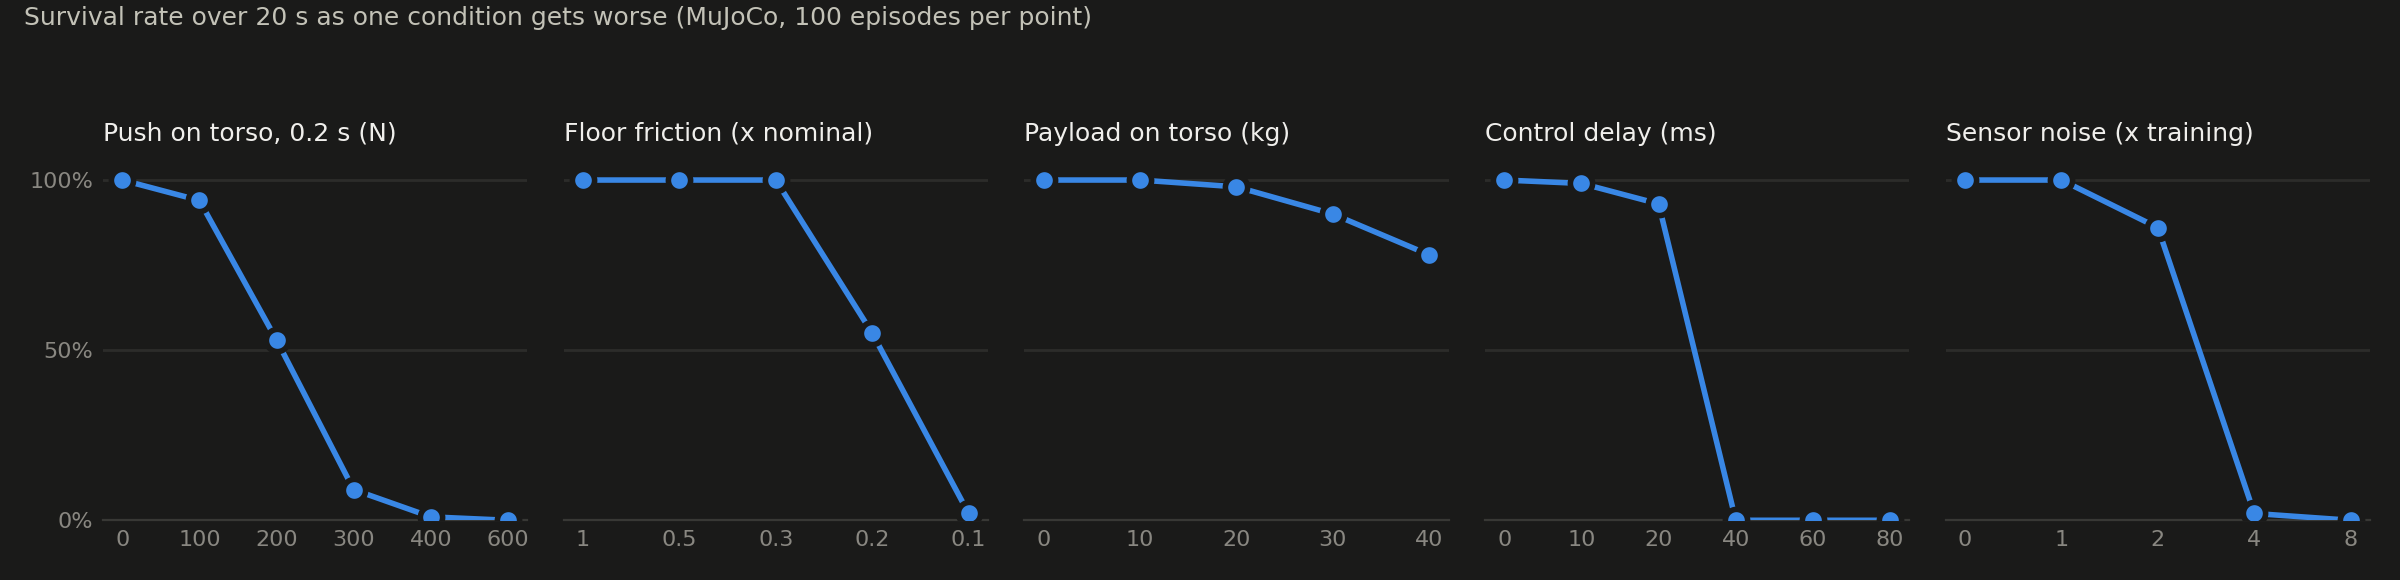 Survival rate over 20 s as one condition gets worse (MuJoCo, 100 episodes per point)
Push on torso, 0.2 s (N)
100%
50%
0%
0 100 200 300 400 600
Floor friction (x nominal)
1 0.5 0.3 0.2 0.1
Payload on torso (kg)
0 10 20 30 40
Control delay (ms)
0 10 20 40 60 80
Sensor noise (x training)
0 1 2 4 8